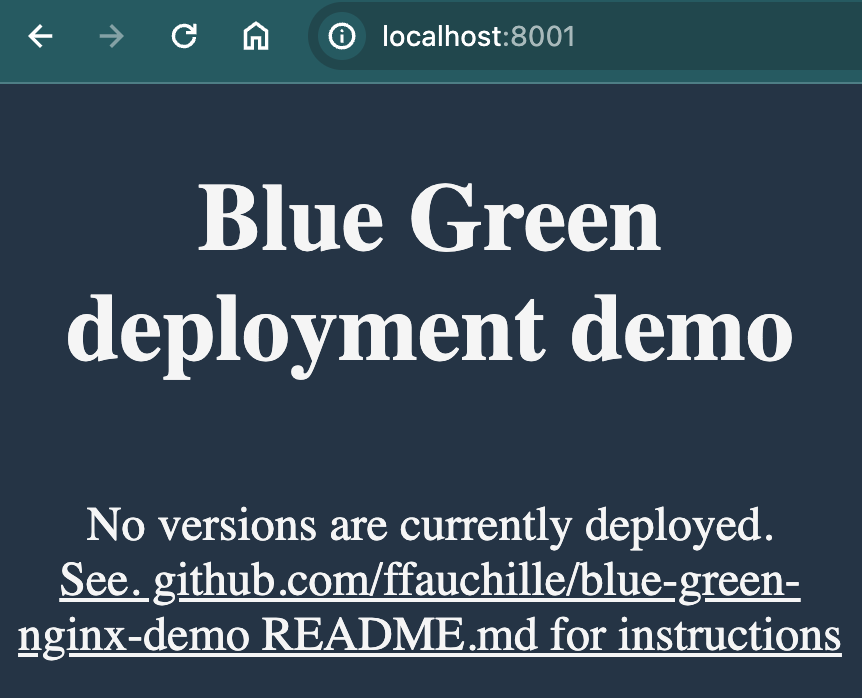 localhost:8001
Blue Green
deployment demo
No versions are currently deployed.
See. github.com/ffauchille/blue-green-
nginx-demo README.md for instructions